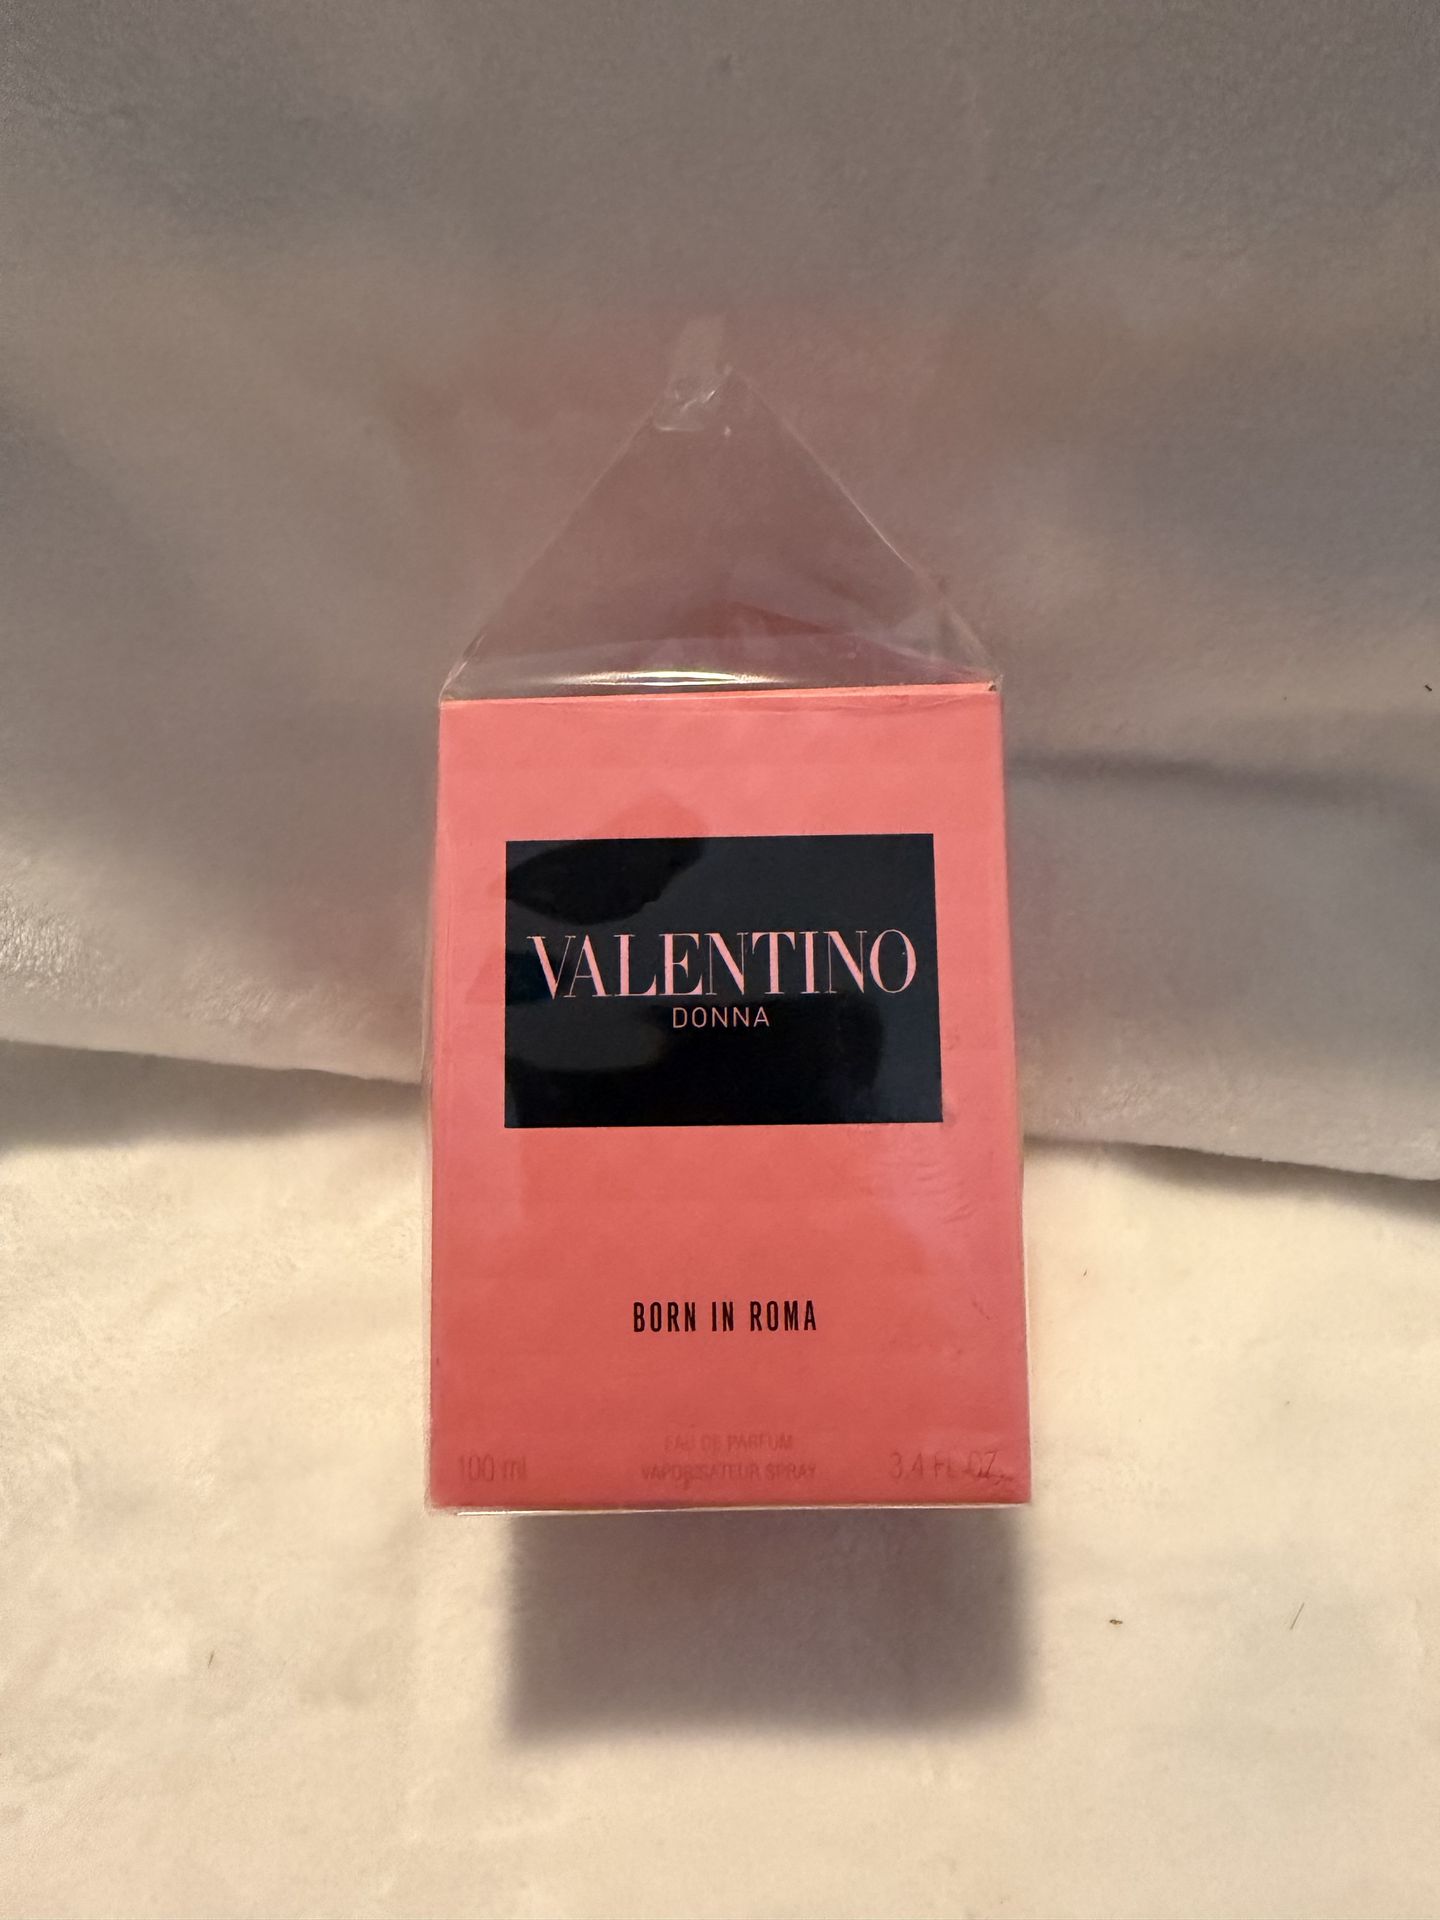 VALENTINO
DONNA
BORN IN ROMA
EAU DE PARFUM
100 ml VAPORISATEUR SPRAY 3.4 FL OZ.